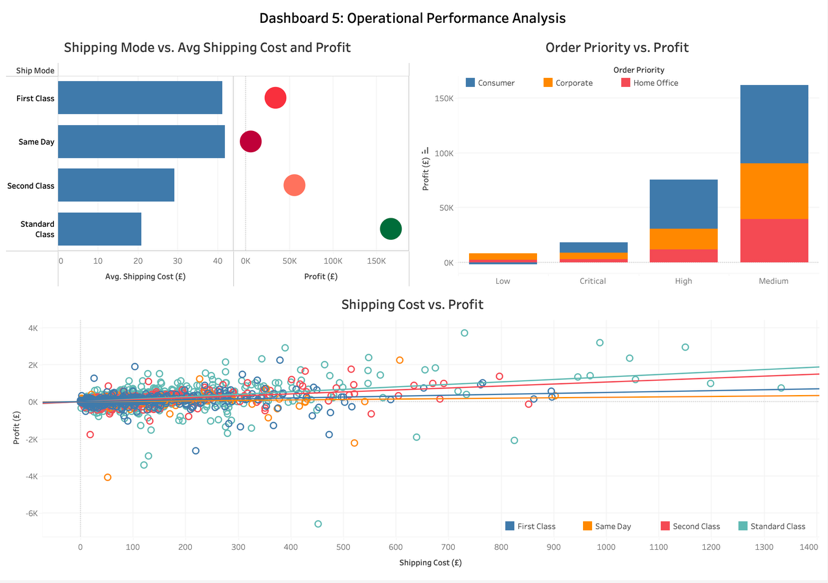 Dashboard 5: Operational Performance Analysis
Shipping Mode vs. Avg Shipping Cost and Profit
Ship Mode
First Class
Same Day
Second Class
Standard
Class
0 10 20 30 40
0K 50K 100K 150K
Avg. Shipping Cost (£)
Profit (£)
Order Priority vs. Profit
Order Priority
Consumer Corporate Home Office
150K
100K
50K
0K
Profit (£)
Low Critical High Medium
Shipping Cost vs. Profit
4K
2K
0K
-2K
-4K
-6K
Profit (£)
First Class Same Day Second Class Standard Class
0 100 200 300 400 500 600 700 800 900 1000 1100 1200 1300 1400
Shipping Cost (£)